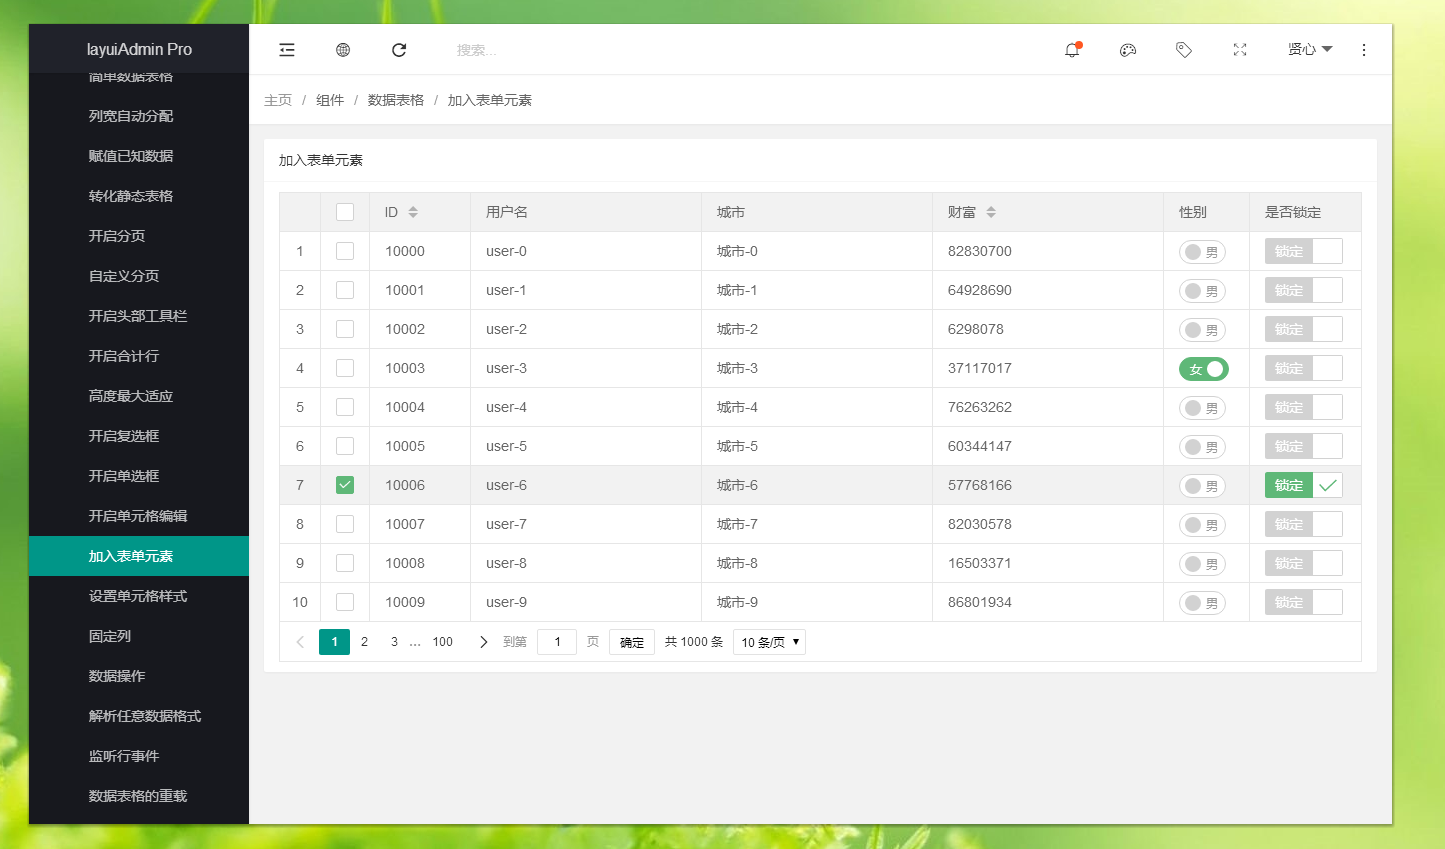 layuiAdmin Pro
搜索...
贤心
简单数据表格
列宽自动分配
赋值已知数据
转化静态表格
开启分页
自定义分页
开启头部工具栏
开启合计行
高度最大适应
开启复选框
开启单选框
开启单元格编辑
加入表单元素
设置单元格样式
固定列
数据操作
解析任意数据格式
监听行事件
数据表格的重载
主页 / 组件 / 数据表格 / 加入表单元素
加入表单元素
ID 用户名 城市 财富 性别 是否锁定
1 10000 user-0 城市-0 82830700 男 锁定
2 10001 user-1 城市-1 64928690 男 锁定
3 10002 user-2 城市-2 6298078 男 锁定
4 10003 user-3 城市-3 37117017 女 锁定
5 10004 user-4 城市-4 76263262 男 锁定
6 10005 user-5 城市-5 60344147 男 锁定
7 10006 user-6 城市-6 57768166 男 锁定
8 10007 user-7 城市-7 82030578 男 锁定
9 10008 user-8 城市-8 16503371 男 锁定
10 10009 user-9 城市-9 86801934 男 锁定
1 2 3 ... 100 到第 1 页 确定 共 1000 条 10 条/页